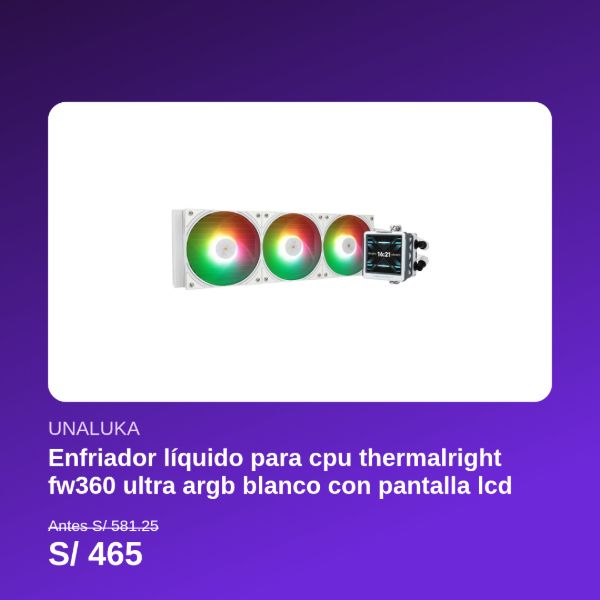 16:21
UNALUKA
Enfriador líquido para cpu thermalright
fw360 ultra argb blanco con pantalla lcd
Antes S/ 581.25
S/ 465